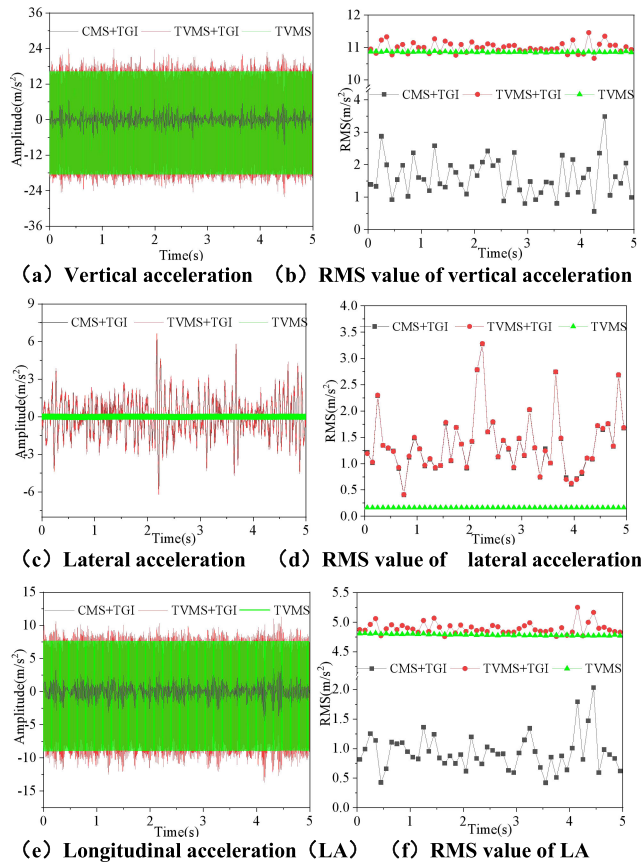 CMS+TGI TVMS+TGI TVMS
Amplitude(m/s²)
24
12
0
-12
-24
-36
0 1 2 3 4 5
Time(s)
(a) Vertical acceleration
CMS+TGI TVMS+TGI TVMS
RMS(m/s²)
12
11
10
4
3
2
1
0
0 1 2 3 4 5
Time(s)
(b) RMS value of vertical acceleration
CMS+TGI TVMS+TGI TVMS
Amplitude(m/s²)
9
6
3
0
-3
-6
0 1 2 3 4 5
Time(s)
(c) Lateral acceleration
CMS+TGI TVMS+TGI TVMS
RMS(m/s²)
4.0
3.5
3.0
2.5
2.0
1.5
1.0
0.5
0.0
0 1 2 3 4 5
Time(s)
(d) RMS value of lateral acceleration
CMS+TGI TVMS+TGI TVMS
Amplitude(m/s²)
15
10
5
0
-5
-10
-15
0 1 2 3 4 5
Time(s)
(e) Longitudinal acceleration (LA)
CMS+TGI TVMS+TGI TVMS
RMS(m/s²)
5.5
5.0
4.5
2.0
1.5
1.0
0.5
0.0
0 1 2 3 4 5
Time(s)
(f) RMS value of LA